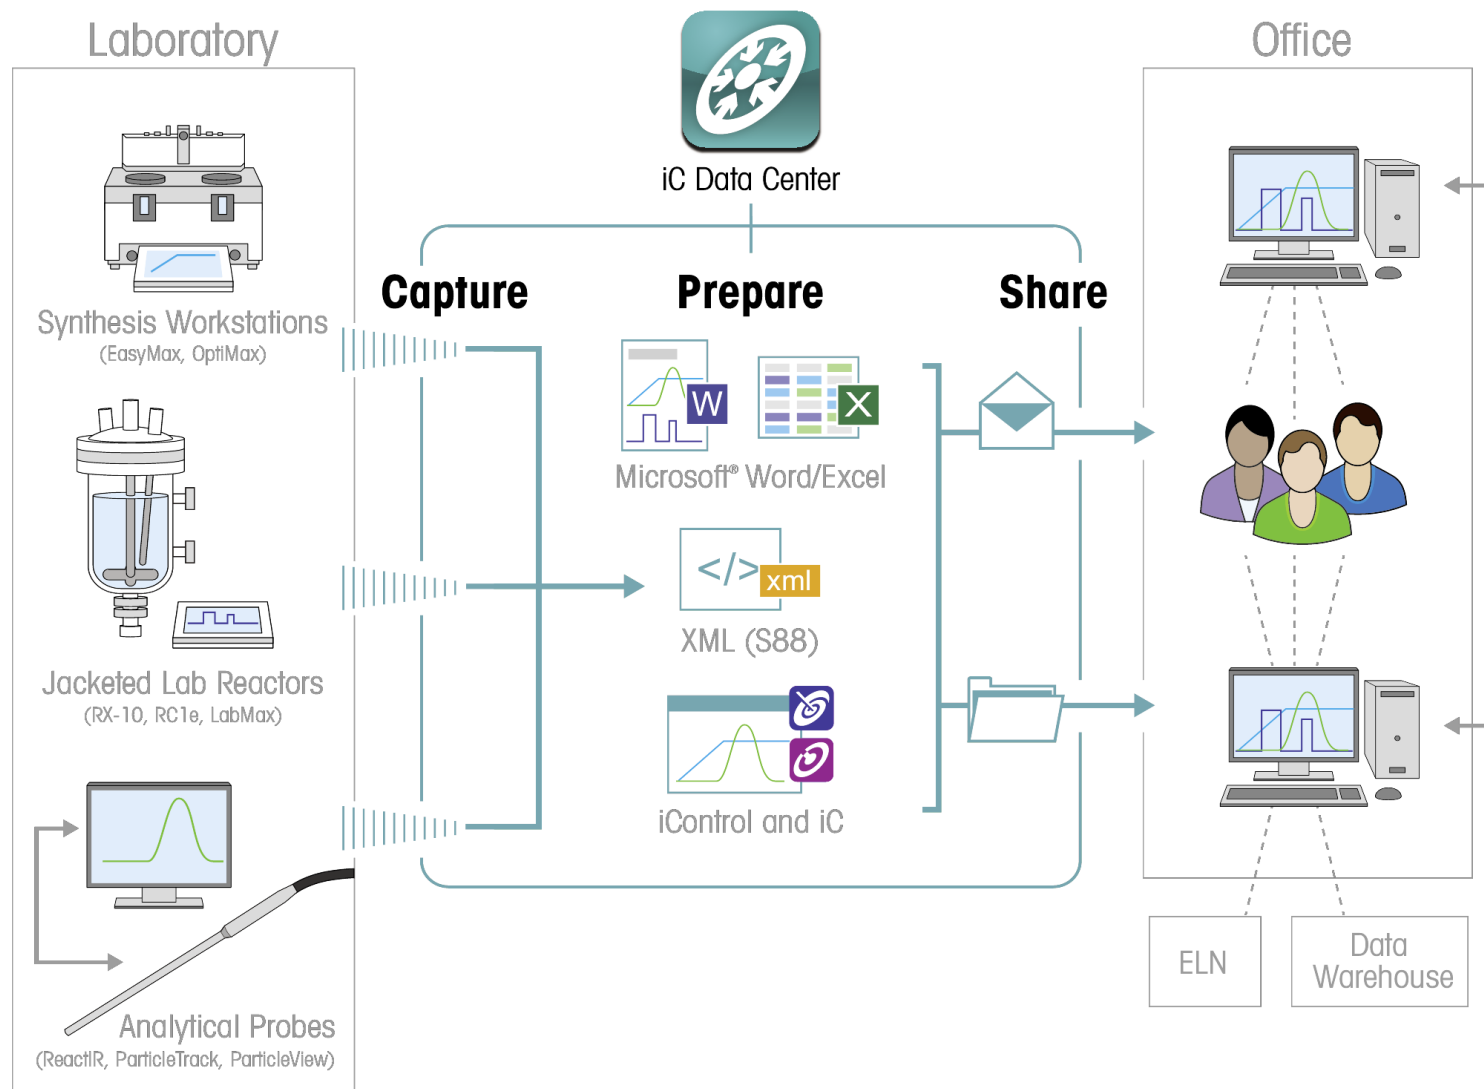 Laboratory
iC Data Center
Office
Capture
Prepare
Share
Synthesis Workstations
(EasyMax, OptiMax)
W
X
Microsoft® Word/Excel
</>
xml
XML (S88)
Jacketed Lab Reactors
(RX-10, RC1e, LabMax)
iControl and iC
Analytical Probes
(ReactIR, ParticleTrack, ParticleView)
ELN
Data
Warehouse